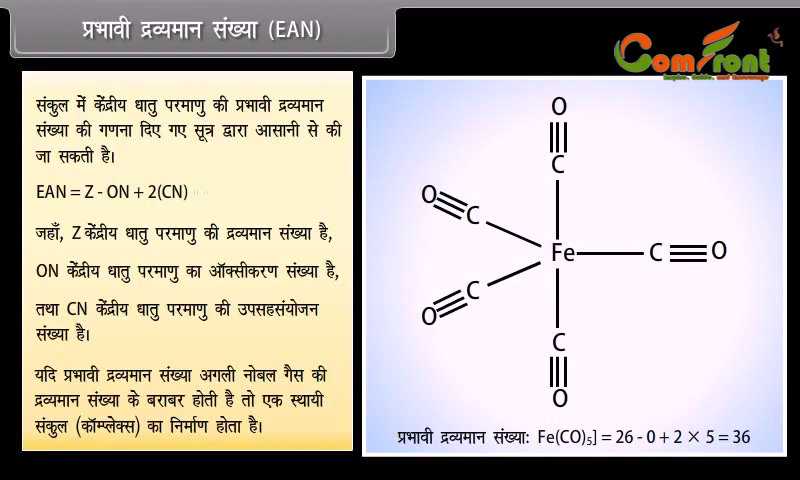 प्रभावी द्रव्यमान संख्या (EAN)
Comfront
संकुल में केंद्रीय धातु परमाणु की प्रभावी द्रव्यमान
संख्या की गणना दिए गए सूत्र द्वारा आसानी से की
जा सकती है।
EAN = Z - ON + 2(CN)
जहाँ, Z केंद्रीय धातु परमाणु की द्रव्यमान संख्या है,
ON केंद्रीय धातु परमाणु का ऑक्सीकरण संख्या है,
तथा CN केंद्रीय धातु परमाणु की उपसहसंयोजन
संख्या है।
यदि प्रभावी द्रव्यमान संख्या अगली नोबल गैस की
द्रव्यमान संख्या के बराबर होती है तो एक स्थायी
संकुल (कॉम्प्लेक्स) का निर्माण होता है।
O
C
O≡C
Fe
C≡O
O≡C
C
O
प्रभावी द्रव्यमान संख्या: Fe(CO)₅] = 26 - 0 + 2 × 5 = 36